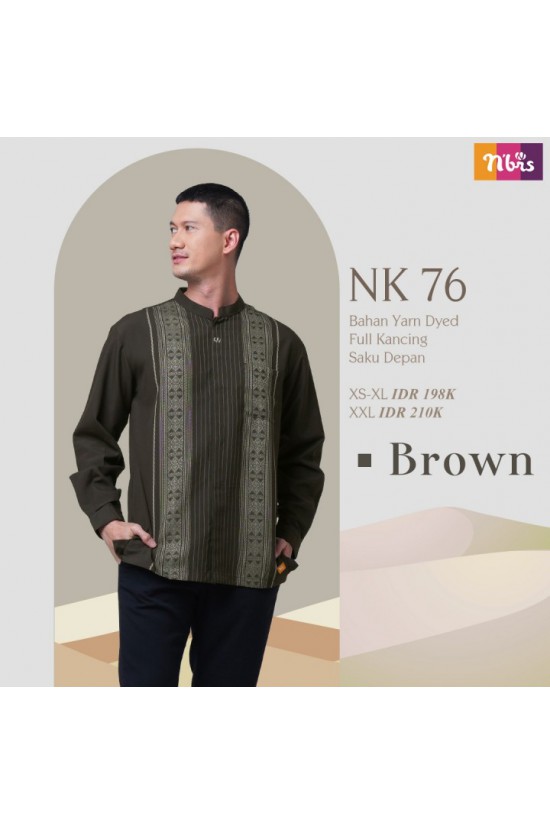 Nbrs
NK 76
Bahan Yarn Dyed
Full Kancing
Saku Depan
XS-XL IDR 198K
XXL IDR 210K
Brown